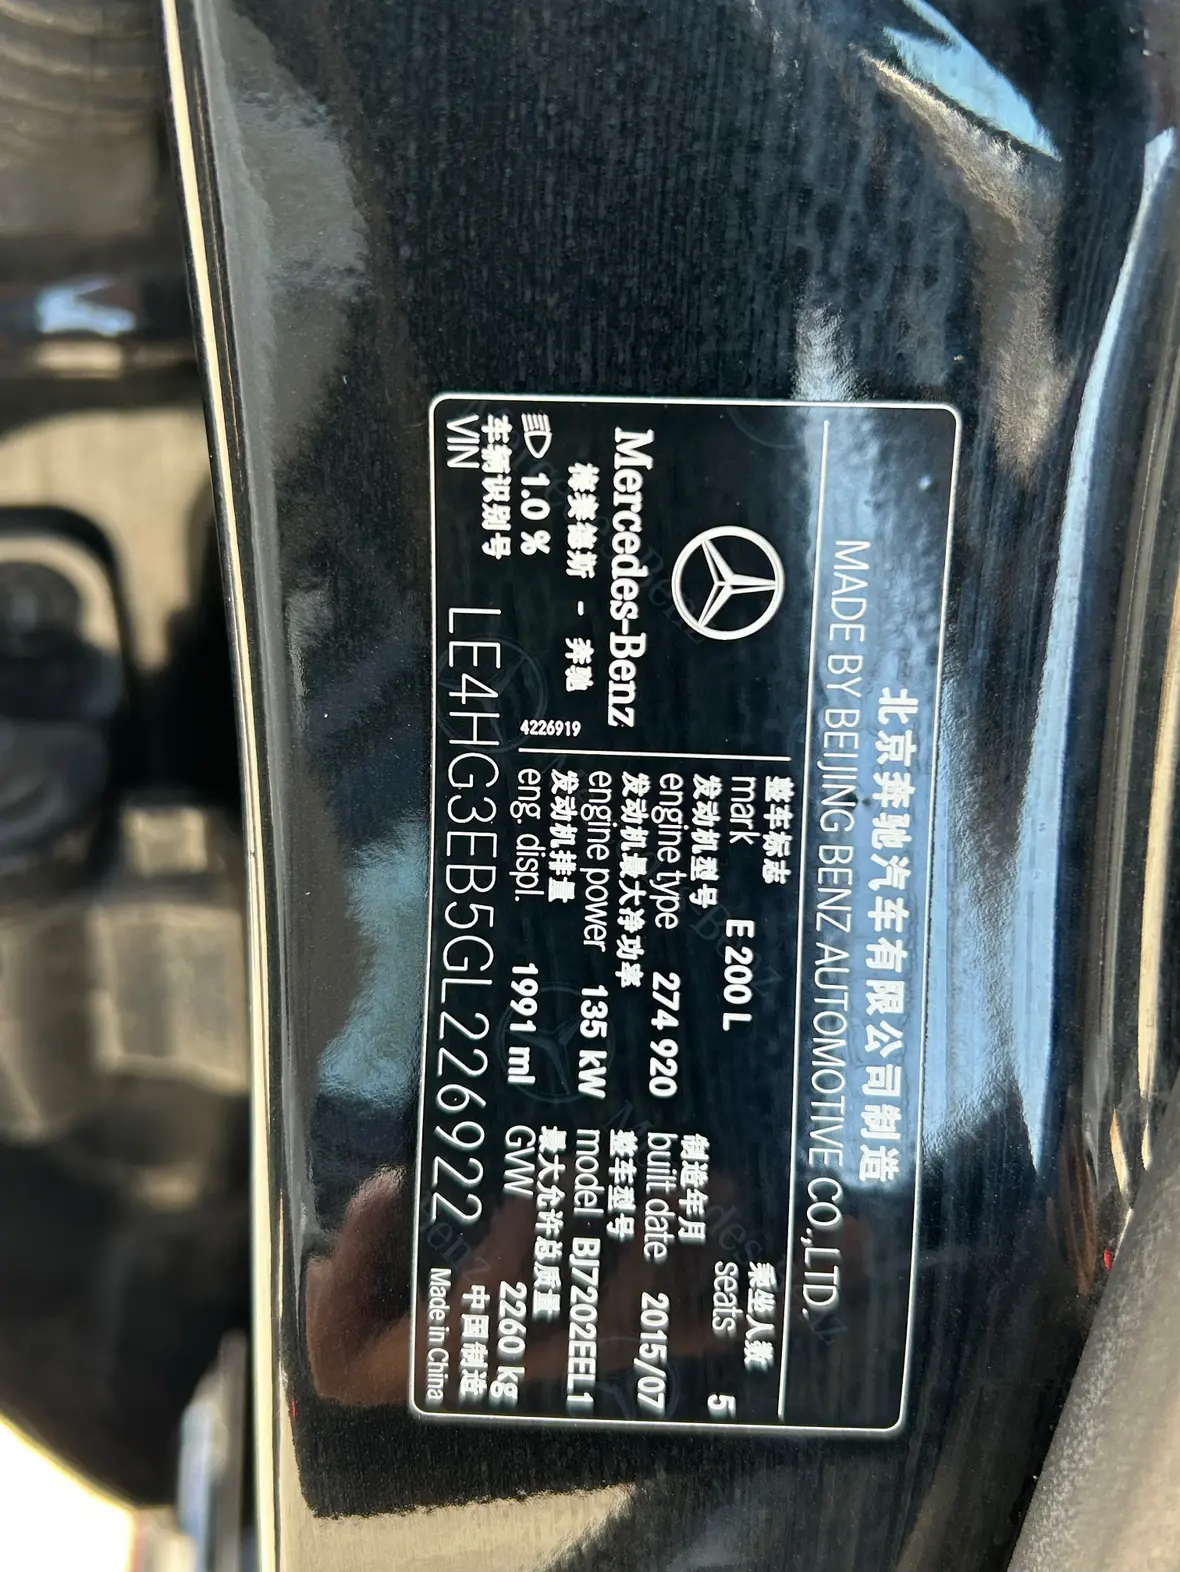 北京奔驰汽车有限公司制造
MADE BY BEIJING BENZ AUTOMOTIVE CO.,LTD.
Mercedes-Benz
梅赛德斯 - 奔驰
1.0 %
4226919
整车标志
mark E 200 L
乘坐人数
seats 5
发动机型号
engine type 274 920
制造年月
built date 2015/07
发动机最大净功率
engine power 135 kW
整车型号
model BJ7202EEL1
发动机排量
eng. displ. 1991 ml
最大允许总质量
GVW 2260 kg
车辆识别号
VIN LE4HG3EB5GL226922
中国制造
Made in China